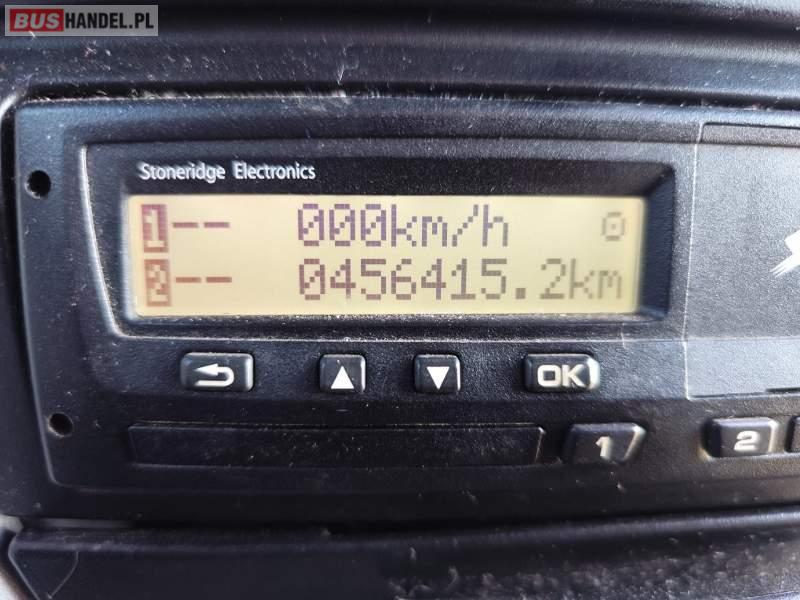 BUSHANDEL.PL
Stoneridge Electronics
1-- 000km/h
2-- 0456415.2km
OK
1
2